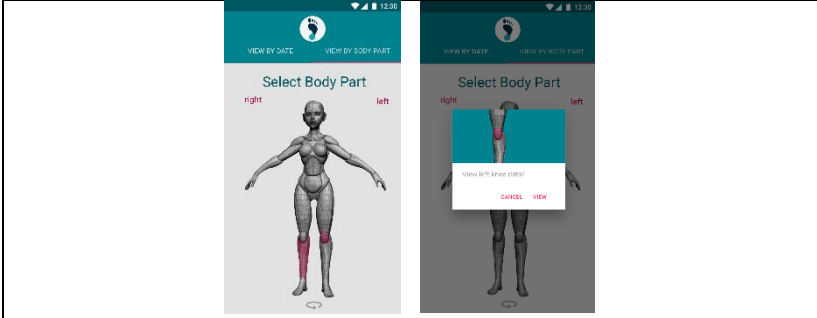 12:30
VIEW BY DATE VIEW BY BODY PART
Select Body Part
right left
12:30
VIEW BY DATE VIEW BY BODY PART
Select Body Part
right left
View left knee data?
CANCEL VIEW